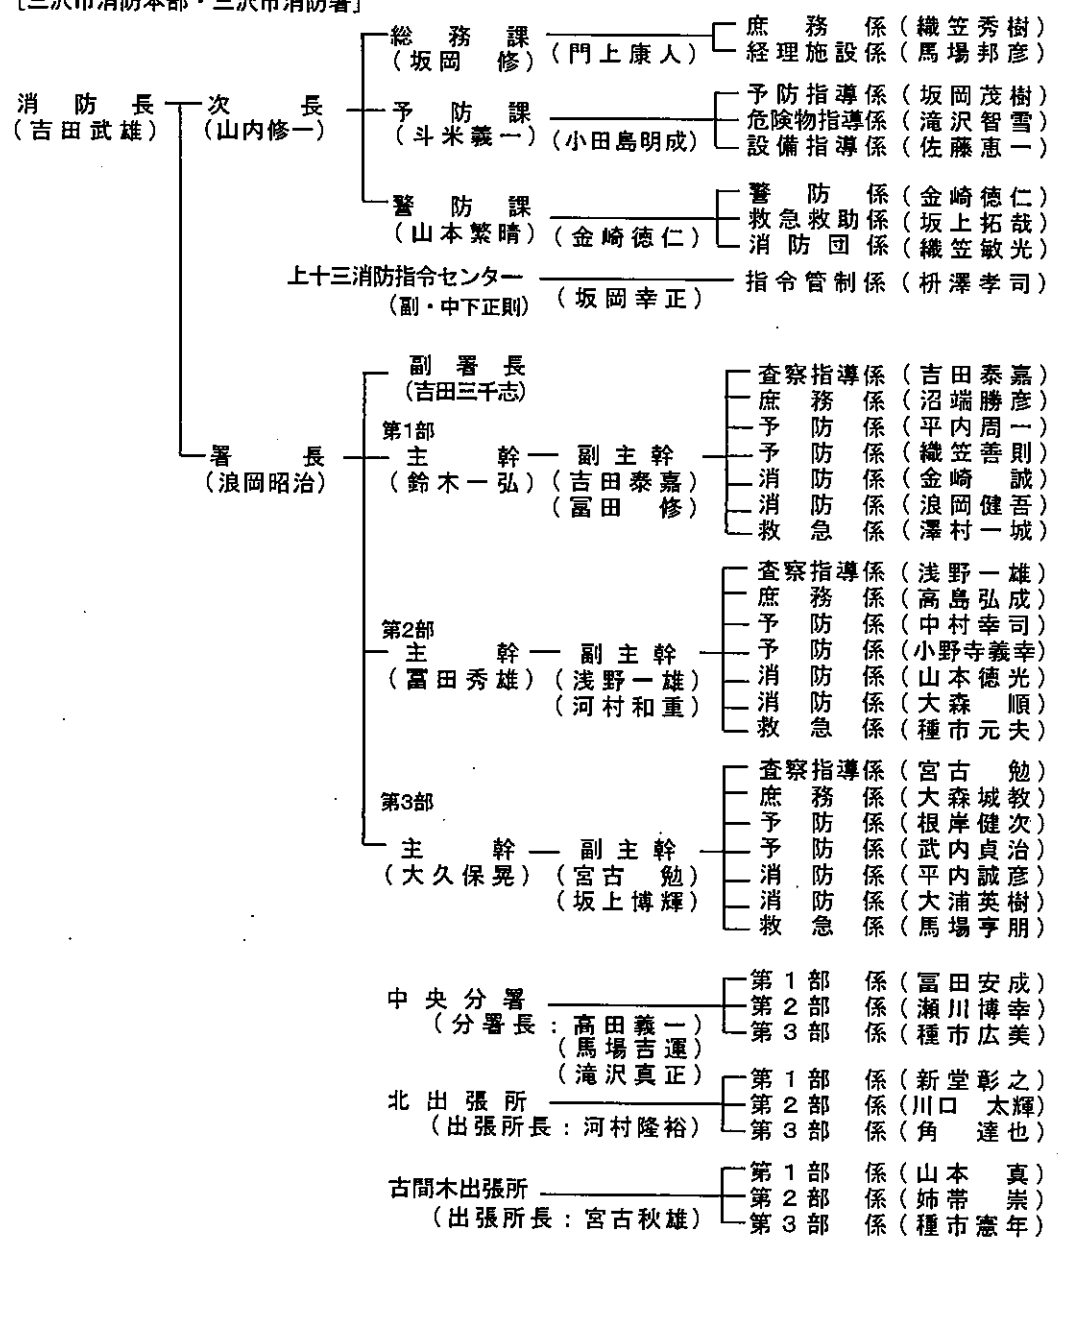 [三沢市消防本部・三沢市消防署]
総務課 庶務係(織笠秀樹)
(坂岡 修)(門上康人) 経理施設係(馬場邦彦)
消防長 次長 予防課 予防指導係(坂岡茂樹)
(吉田武雄) (山内修一) (斗米義一)(小田島明成) 危険物指導係(滝沢智雪)
設備指導係(佐藤恵一)
警防課 警防係(金崎徳仁)
(山本繁晴)(金崎徳仁) 救急救助係(坂上拓哉)
消防団係(織笠敏光)
上十三消防指令センター 指令管制係(枡澤孝司)
(副・中下正則) (坂岡幸正)
副署長 査察指導係(吉田泰嘉)
(吉田三千志) 庶務係(沼端勝彦)
第1部 予防係(平内周一)
署長 主幹 副主幹 予防係(織笠善則)
(浪岡昭治) (鈴木一弘)(吉田泰嘉) 消防係(金崎 誠)
(冨田 修) 消防係(浪岡健吾)
救急係(澤村一城)
査察指導係(浅野一雄)
庶務係(高島弘成)
第2部 予防係(中村幸司)
主幹 副主幹 予防係(小野寺義幸)
(冨田秀雄)(浅野一雄) 消防係(山本徳光)
(河村和重) 消防係(大森 順)
救急係(種市元夫)
査察指導係(宮古 勉)
第3部 庶務係(大森城教)
予防係(根岸健次)
主幹 副主幹 予防係(武内貞治)
(大久保晃)(宮古 勉) 消防係(平内誠彦)
(坂上博輝) 消防係(大浦英樹)
救急係(馬場亨朋)
中央分署 第1部 係(冨田安成)
(分署長:高田義一) 第2部 係(瀬川博幸)
(馬場吉運) 第3部 係(種市広美)
(滝沢真正)
北出張所 第1部 係(新堂彰之)
(出張所長:河村隆裕) 第2部 係(川口 太輝)
第3部 係(角 達也)
古間木出張所 第1部 係(山本 真)
(出張所長:宮古秋雄) 第2部 係(姉帯 崇)
第3部 係(種市憲年)